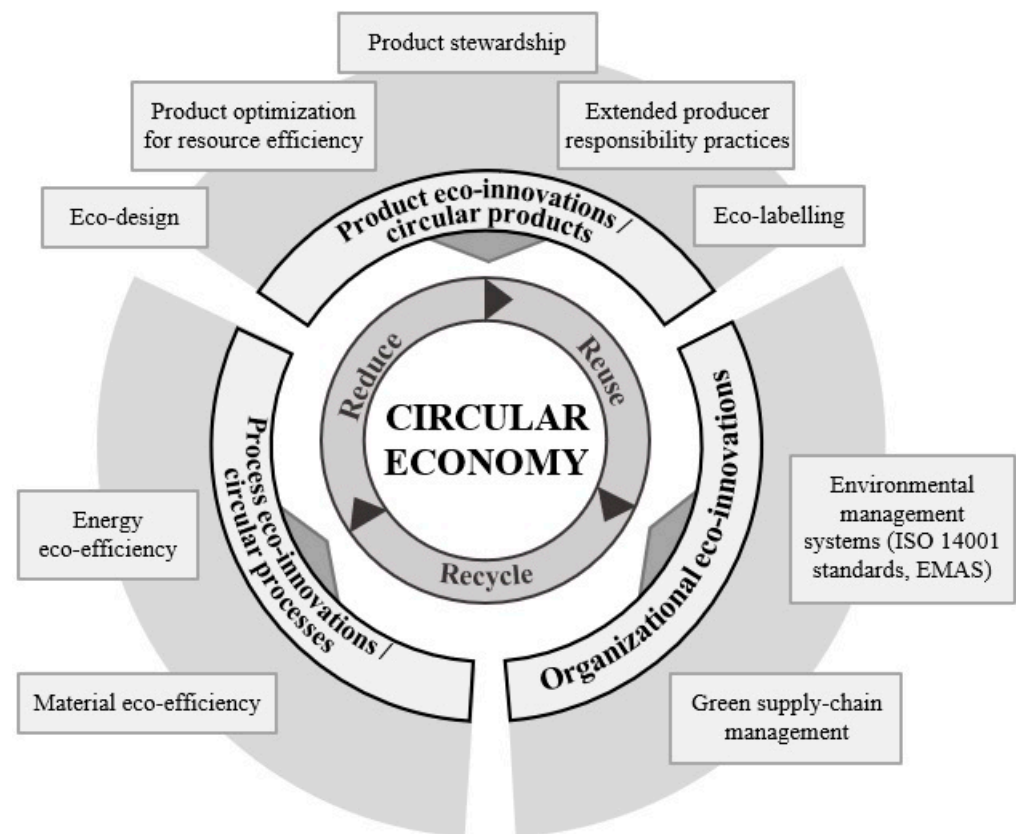 Product stewardship
Product optimization
for resource efficiency
Extended producer
responsibility practices
Eco-design
Eco-labelling
Product eco-innovations /
circular products
Reduce
Reuse
Recycle
CIRCULAR
ECONOMY
Process eco-innovations /
circular processes
Energy
eco-efficiency
Material eco-efficiency
Organizational eco-innovations
Environmental
management
systems (ISO 14001
standards, EMAS)
Green supply-chain
management